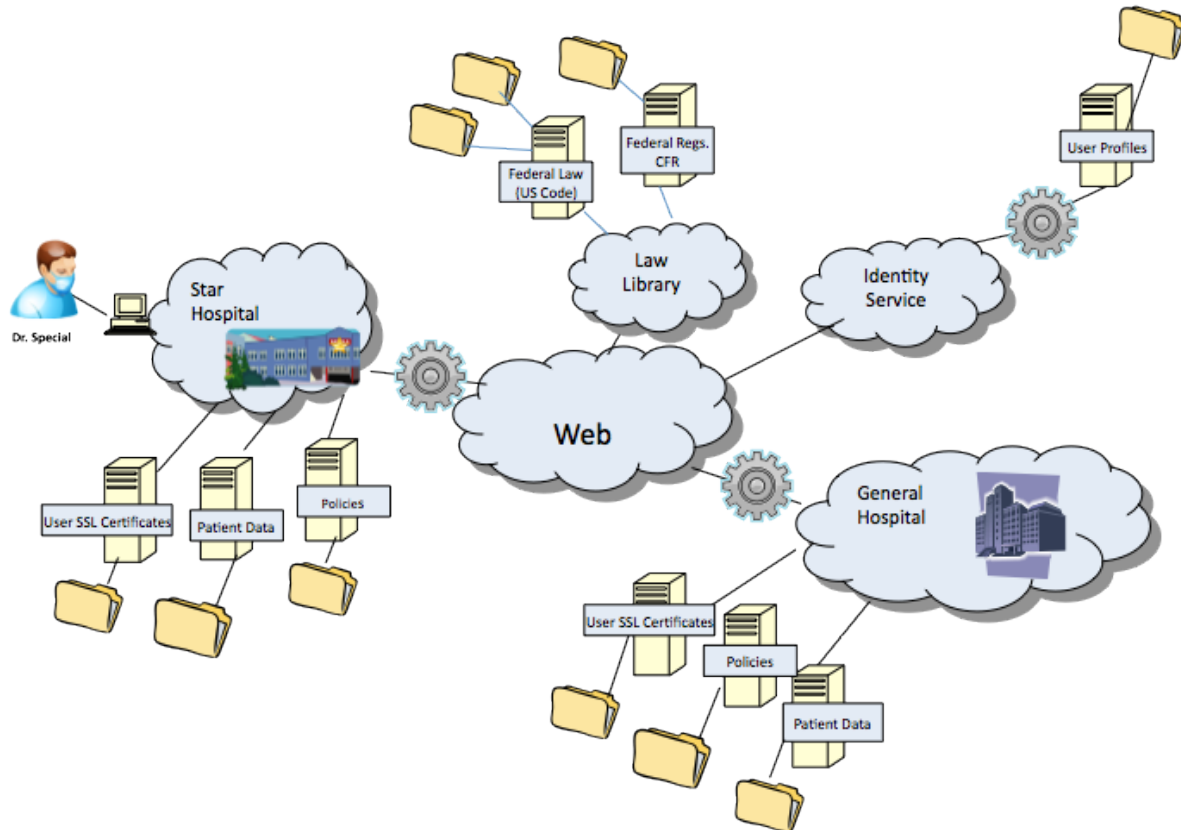 Federal Regs.
CFR
User Profiles
Federal Law
(US Code)
Law
Library
Identity
Service
Star
Hospital
Dr. Special
Web
User SSL Certificates
Patient Data
Policies
General
Hospital
User SSL Certificates
Policies
Patient Data